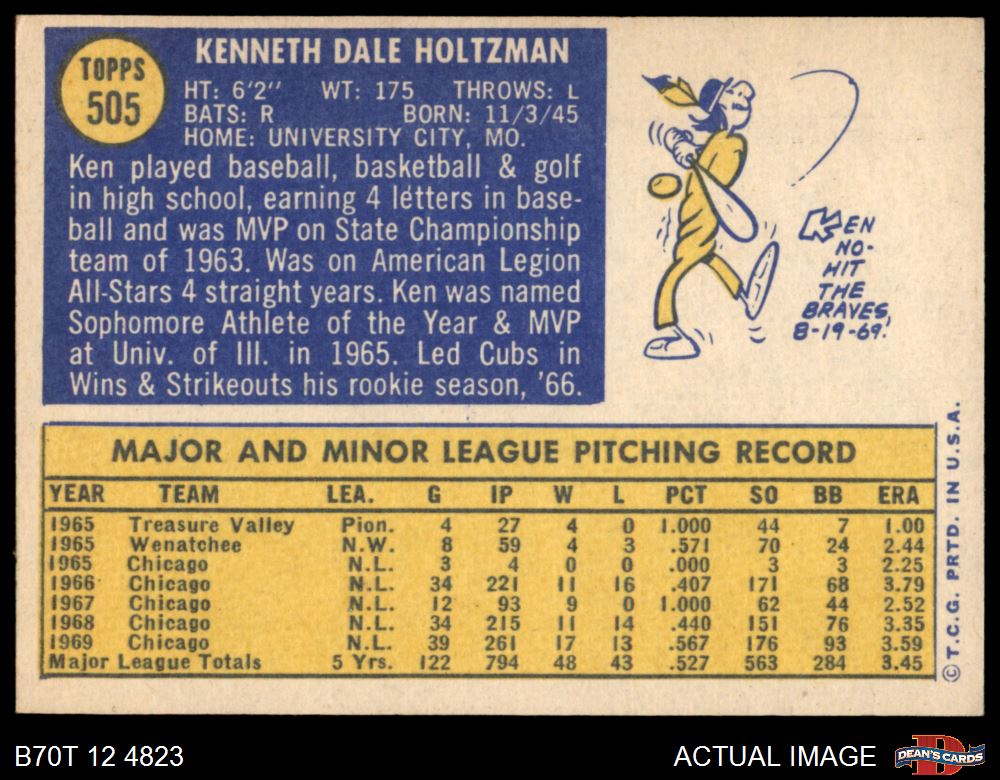 TOPPS
505
KENNETH DALE HOLTZMAN
HT: 6'2" WT: 175 THROWS: L
BATS: R BORN: 11/3/45
HOME: UNIVERSITY CITY, MO.
Ken played baseball, basketball & golf
in high school, earning 4 letters in base-
ball and was MVP on State Championship
team of 1963. Was on American Legion
All-Stars 4 straight years. Ken was named
Sophomore Athlete of the Year & MVP
at Univ. of Ill. in 1965. Led Cubs in
Wins & Strikeouts his rookie season, '66.
KEN
NO-
HIT
THE
BRAVES,
8-19-69.
MAJOR AND MINOR LEAGUE PITCHING RECORD
YEAR TEAM LEA. G IP W L PCT SO BB ERA
1965 Treasure Valley Pion. 4 27 4 0 1.000 44 7 1.00
1965 Wenatchee N.W. 8 59 4 3 .571 70 24 2.44
1965 Chicago N.L. 3 4 0 0 .000 3 3 2.25
1966 Chicago N.L. 34 221 11 16 .407 171 68 3.79
1967 Chicago N.L. 12 93 9 0 1.000 62 44 2.52
1968 Chicago N.L. 34 215 11 14 .440 151 76 3.35
1969 Chicago N.L. 39 261 17 13 .567 176 93 3.59
Major League Totals 5 Yrs. 122 794 48 43 .527 563 284 3.45
© T.C.G. PRTD. IN U.S.A.
B70T 12 4823
ACTUAL IMAGE
D
DEAN'S CARDS